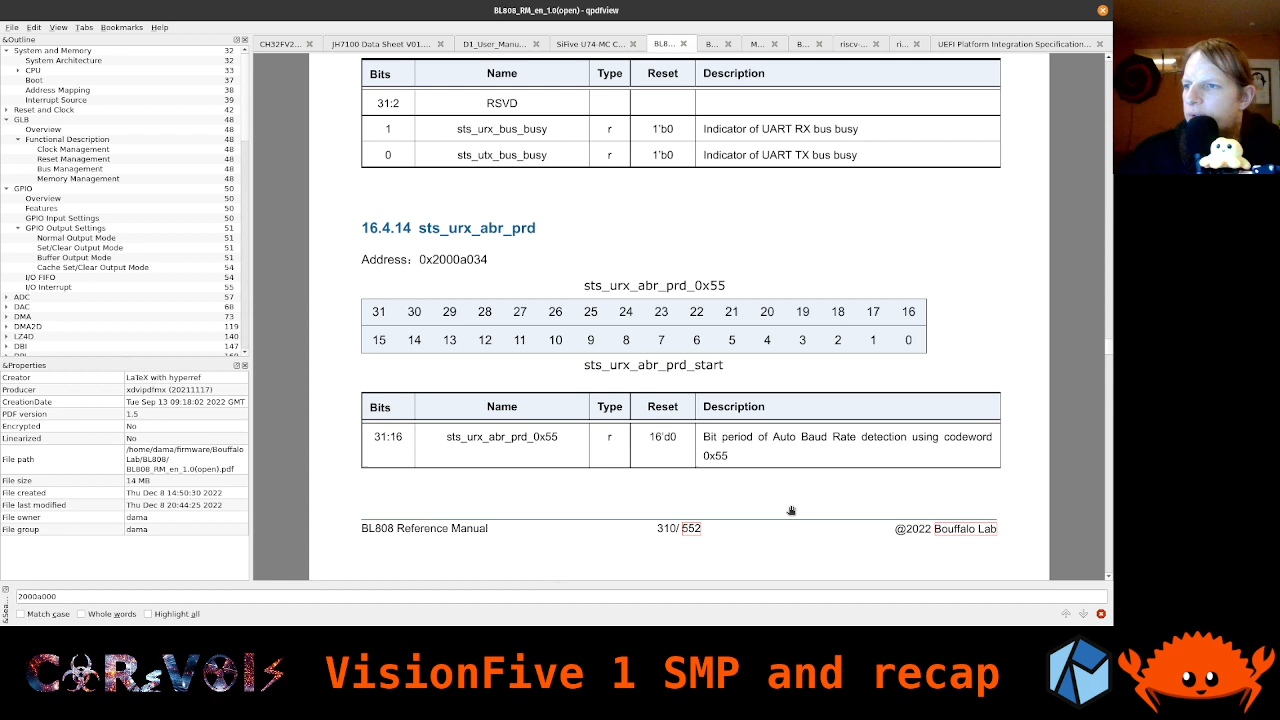 BL808_RM_en_1.0(open) - qpdfview
File Edit View Tabs Bookmarks Help
&Outline
CH32FV2... JH7100 Data Sheet V01.... D1_User_Manu... SiFive U74-MC C... BL8... B... M... B... riscv-... ri... UEFI Platform Integration Specification...
System and Memory 32
System Architecture 32
CPU 33
Boot 37
Address Mapping 38
Interrupt Source 39
Reset and Clock 42
GLB 48
Overview 48
Functional Description 48
Clock Management 48
Reset Management 48
Bus Management 48
Memory Management 48
GPIO 50
Overview 50
Features 50
GPIO Input Settings 50
GPIO Output Settings 51
Normal Output Mode 51
Set/Clear Output Mode 51
Buffer Output Mode 51
Cache Set/Clear Output Mode 54
I/O FIFO 54
I/O Interrupt 55
ADC 57
DAC 68
DMA 73
DMA2D 119
LZ4D 140
DBI 147
&Properties
Creator LaTeX with hyperref
Producer xdvipdfmx (20211117)
CreationDate Tue Sep 13 09:18:02 2022 GMT
PDF version 1.5
Encrypted No
Linearized No
File path /home/dama/firmware/Bouffalo
Lab/BL808/
BL808_RM_en_1.0(open).pdf
File size 14 MB
File created Thu Dec 8 14:50:30 2022
File last modified Thu Dec 8 20:44:25 2022
File owner dama
File group dama
Bits Name Type Reset Description
31:2 RSVD
1 sts_urx_bus_busy r 1'b0 Indicator of UART RX bus busy
0 sts_utx_bus_busy r 1'b0 Indicator of UART TX bus busy
16.4.14 sts_urx_abr_prd
Address: 0x2000a034
sts_urx_abr_prd_0x55
31 30 29 28 27 26 25 24 23 22 21 20 19 18 17 16
15 14 13 12 11 10 9 8 7 6 5 4 3 2 1 0
sts_urx_abr_prd_start
Bits Name Type Reset Description
31:16 sts_urx_abr_prd_0x55 r 16'd0 Bit period of Auto Baud Rate detection using codeword
0x55
BL808 Reference Manual 310/ 552 @2022 Bouffalo Lab
&Sea...
2000a000
Match case Whole words Highlight all
VisionFive 1 SMP and recap